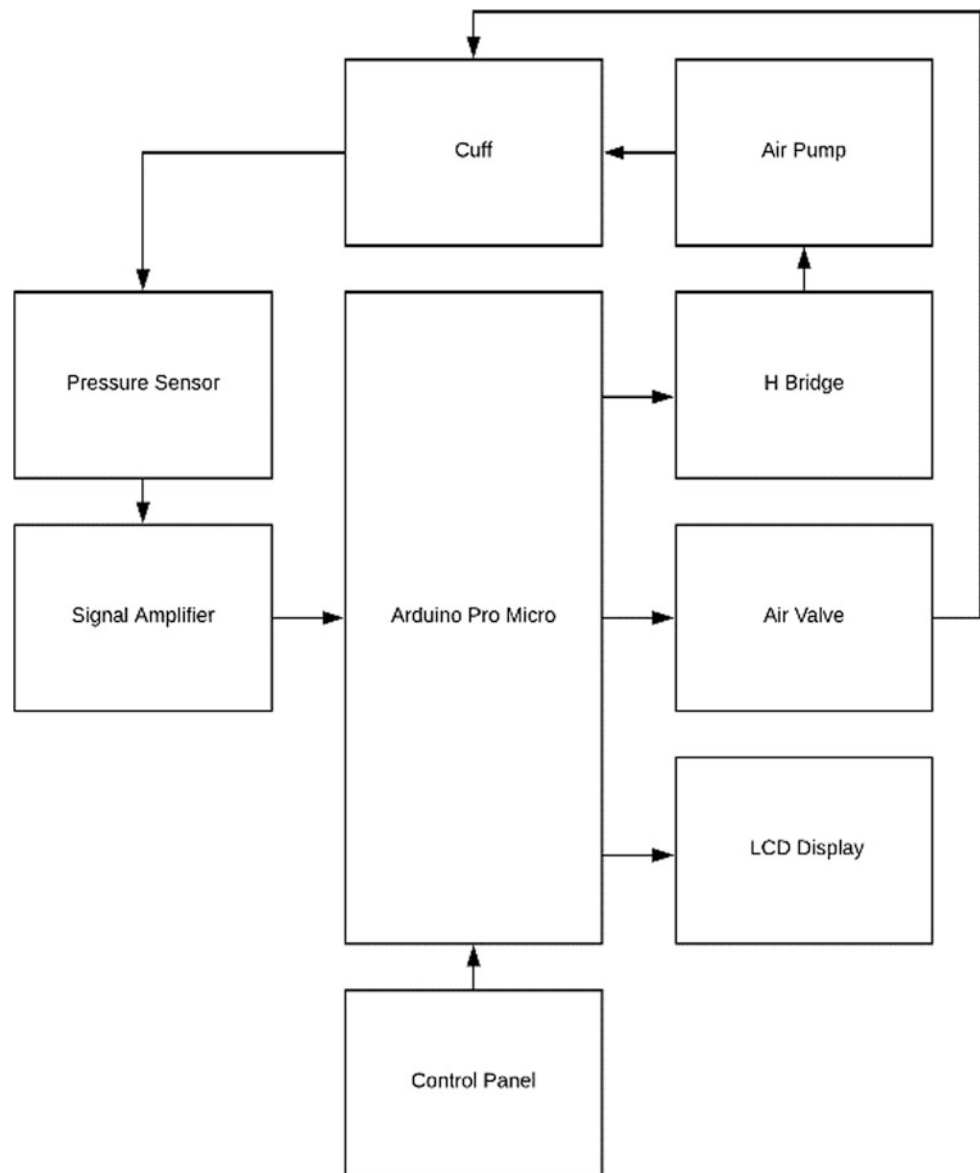 Cuff
Air Pump
Pressure Sensor
H Bridge
Signal Amplifier
Arduino Pro Micro
Air Valve
LCD Display
Control Panel